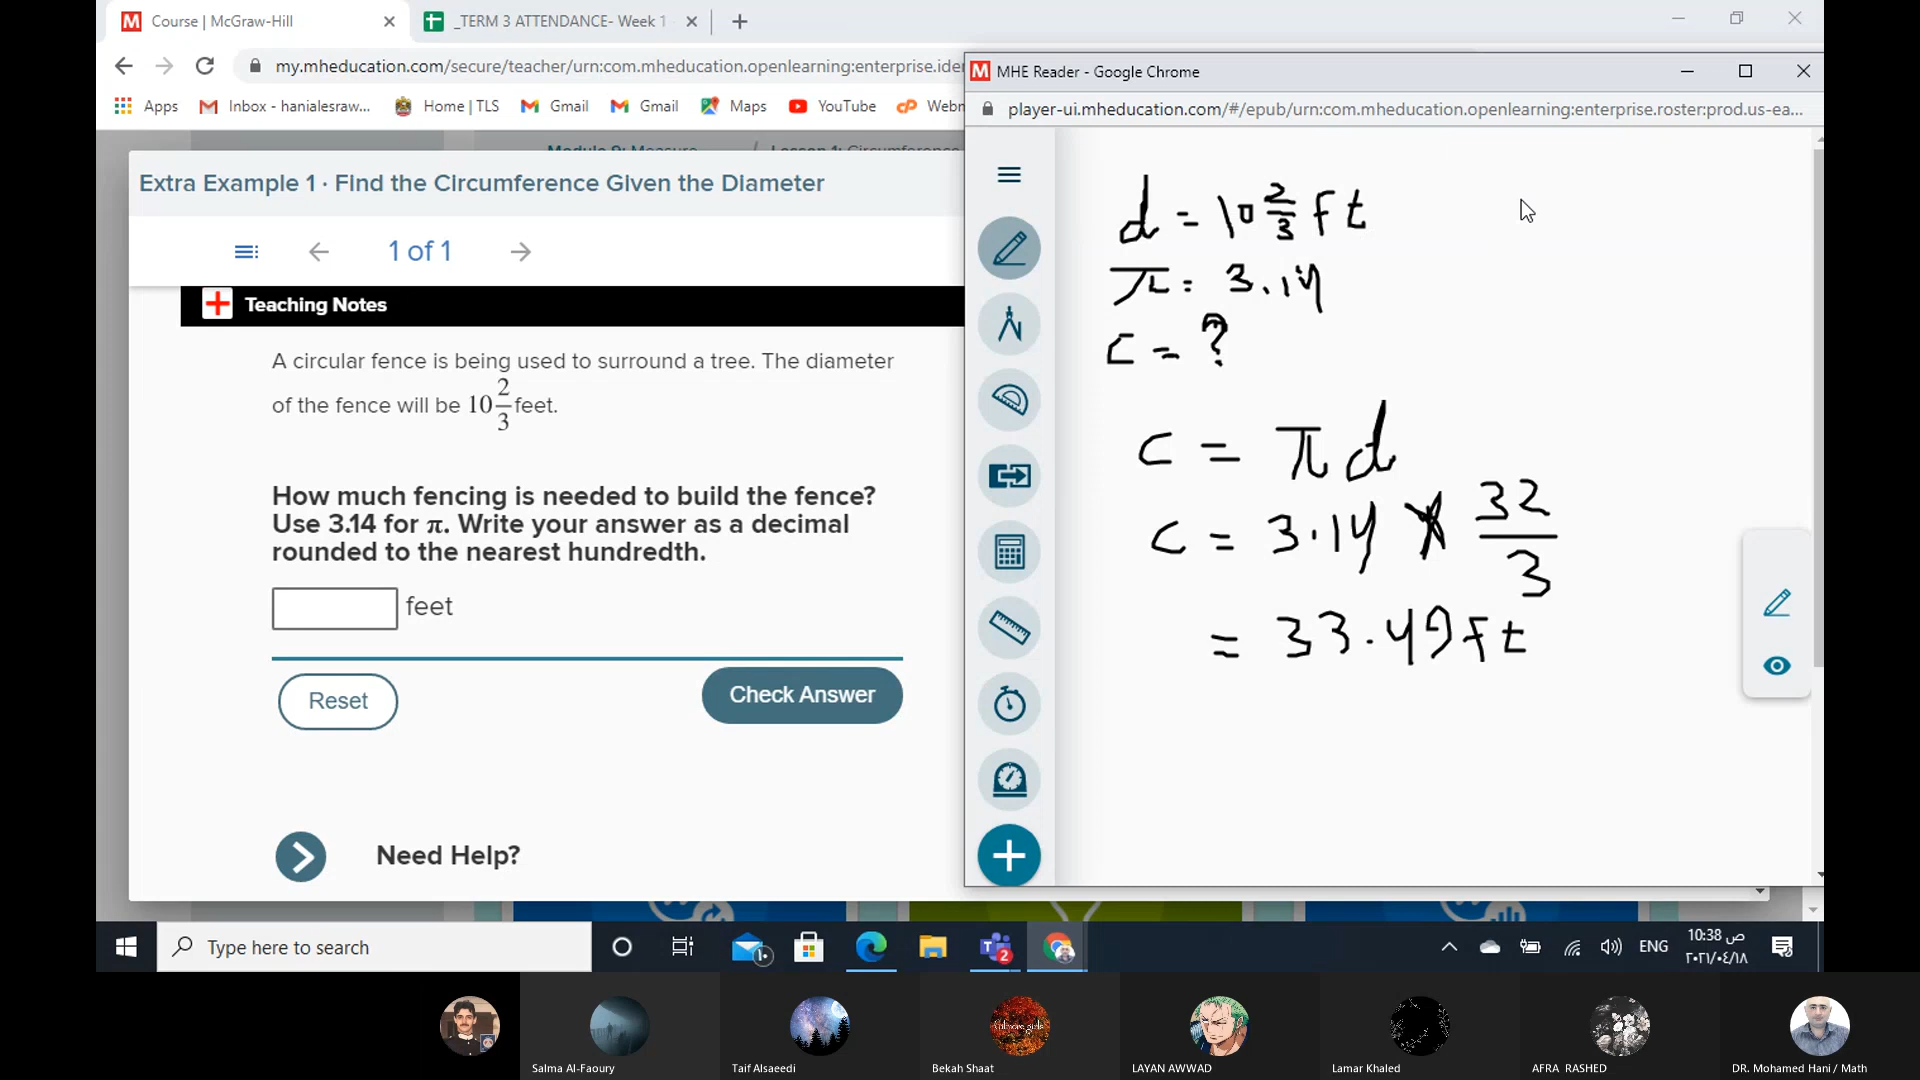 Course | McGraw-Hill
_TERM 3 ATTENDANCE- Week 1
my.mheducation.com/secure/teacher/urn:com.mheducation.openlearning:enterprise.iden
Apps
Inbox - hanialesraw...
Home | TLS
Gmail
Gmail
Maps
YouTube
Webn
Extra Example 1 · Find the Circumference Given the Diameter
1 of 1
Teaching Notes
A circular fence is being used to surround a tree. The diameter
of the fence will be 10 2/3 feet.
How much fencing is needed to build the fence?
Use 3.14 for π. Write your answer as a decimal
rounded to the nearest hundredth.
feet
Reset
Check Answer
Need Help?
MHE Reader - Google Chrome
player-ui.mheducation.com/#/epub/urn:com.mheducation.openlearning:enterprise.roster:prod.us-ea...
d = 10 2/3 ft
π = 3.14
c = ?
c = π d
c = 3.14 × 32/3
= 33.49 ft
Type here to search
ENG
10:38 ص
٢٠٢١/٠٤/١٨
Salma Al-Faoury
Taif Alsaeedi
Bekah Shaat
LAYAN AWWAD
Lamar Khaled
AFRA RASHED
DR. Mohamed Hani / Math